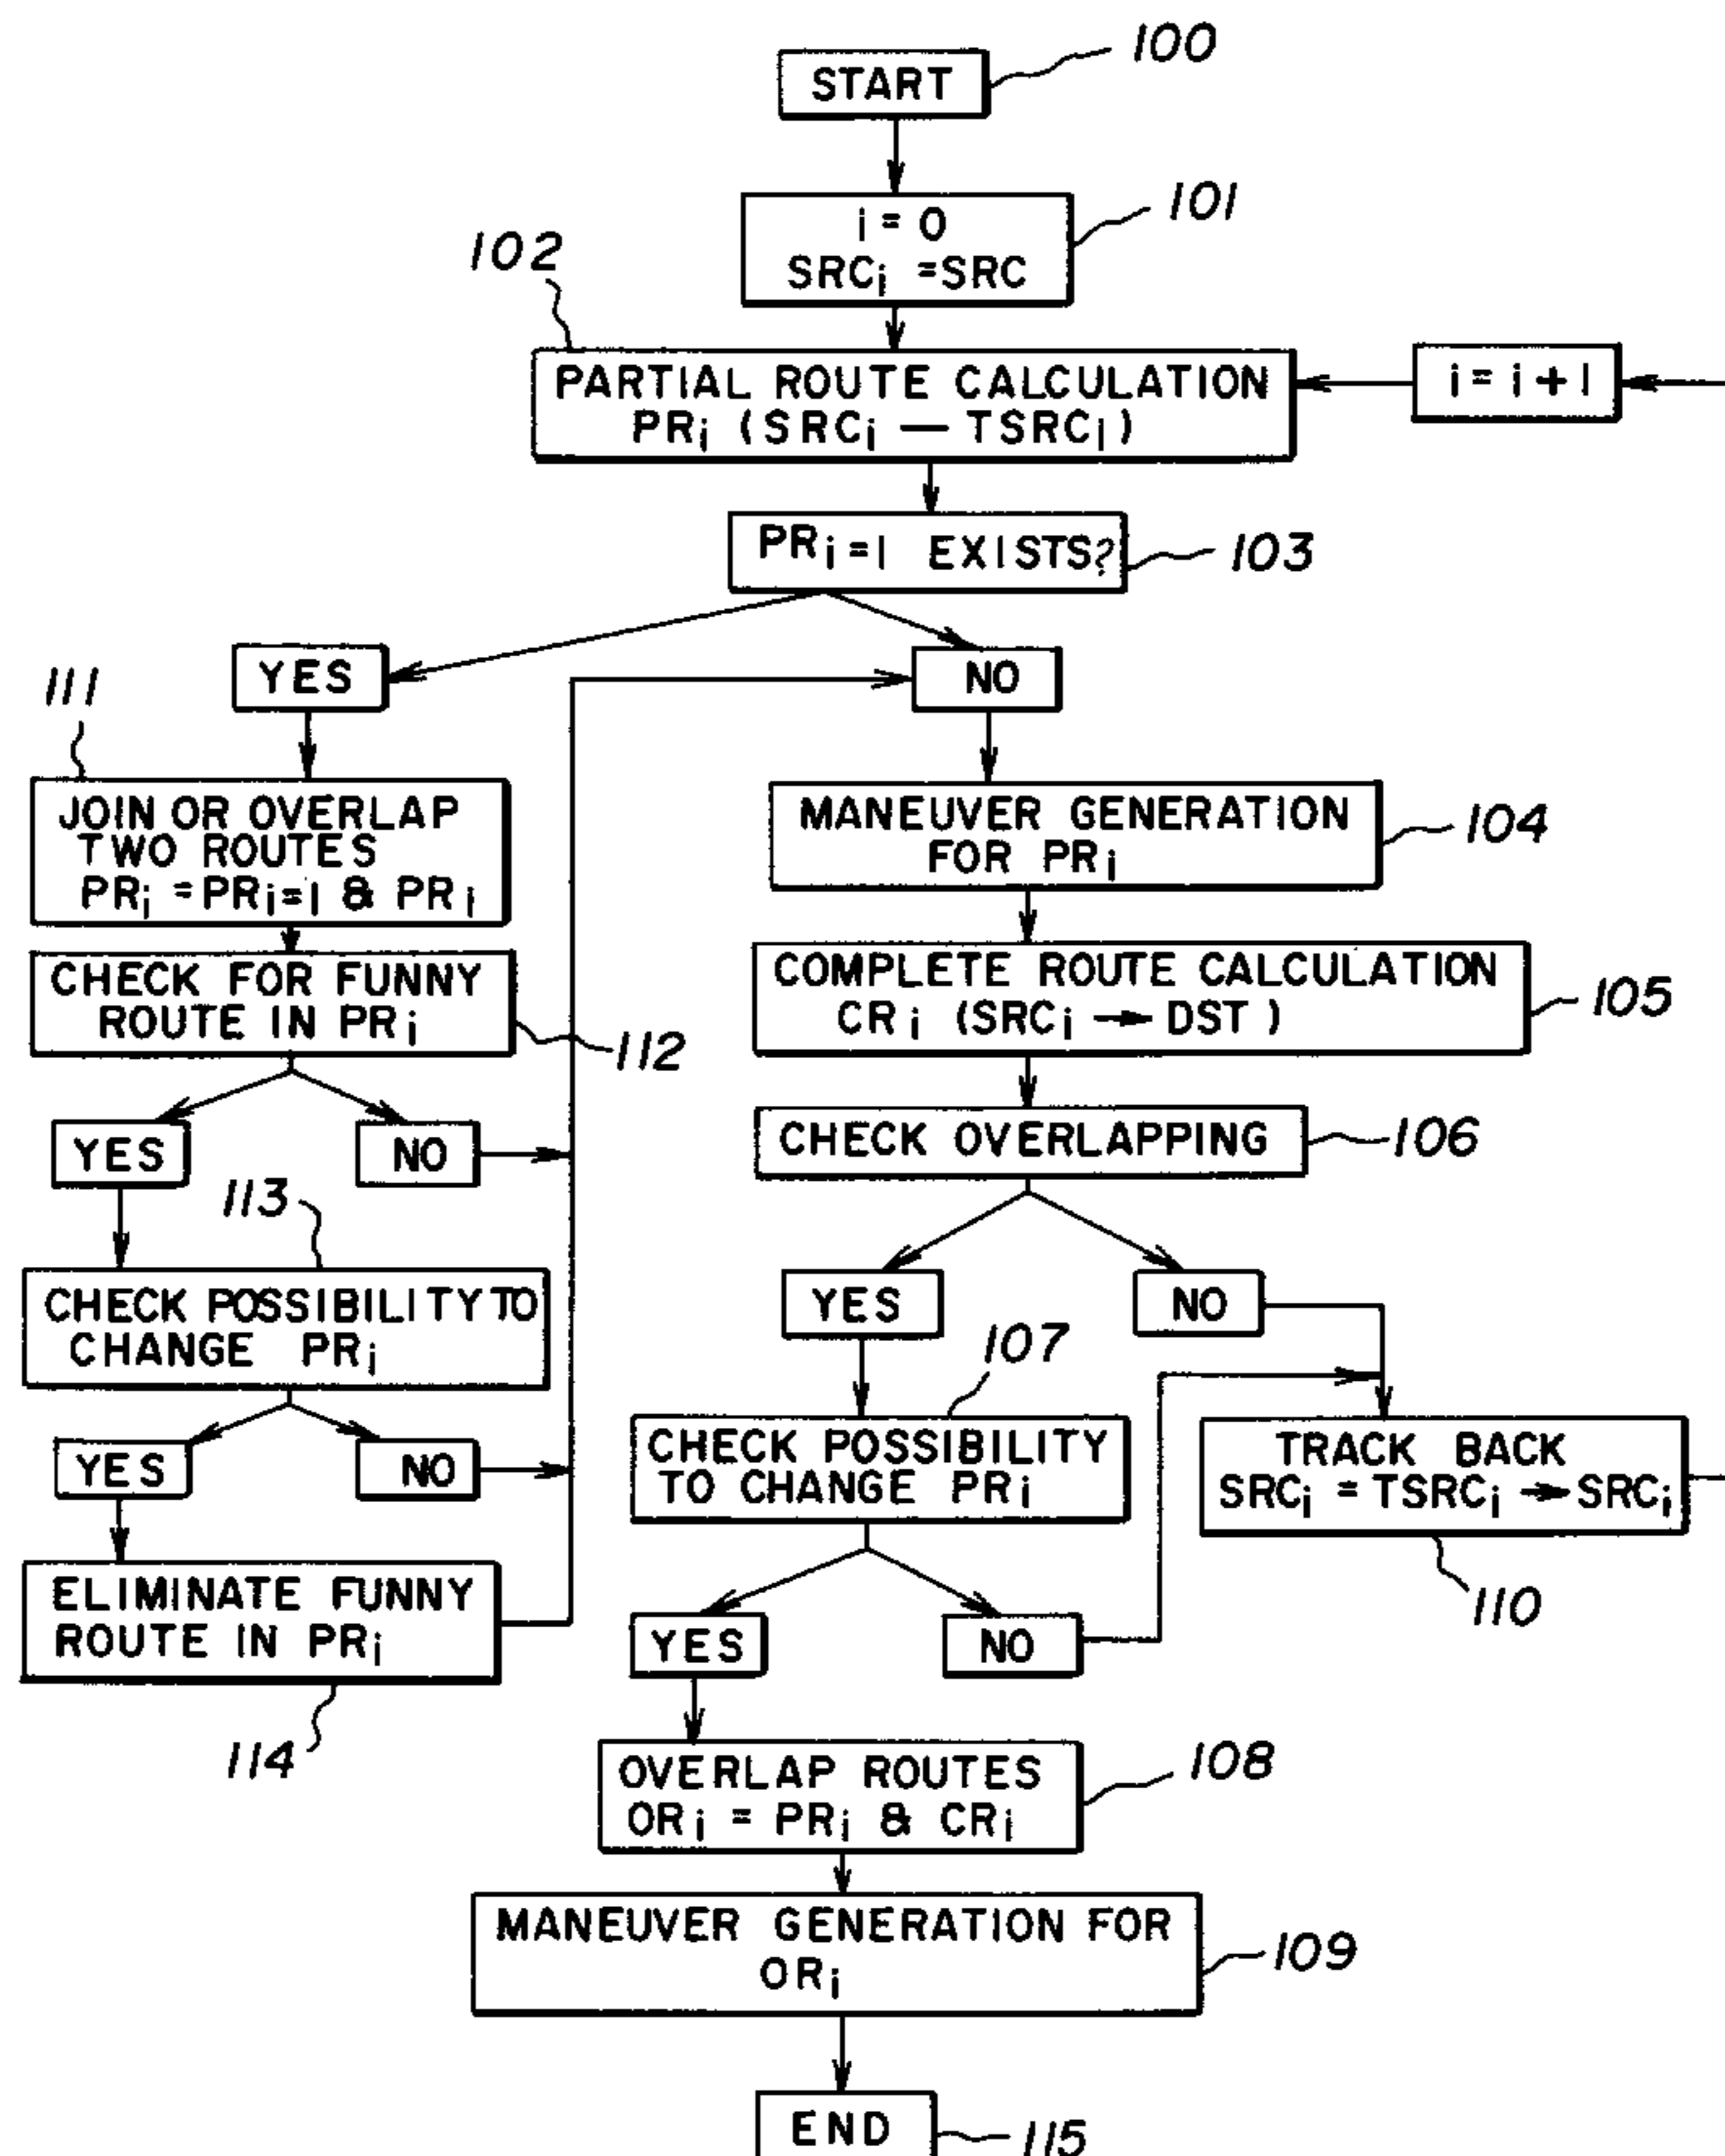 100
START
101
i = 0
SRCi =SRC
102
PARTIAL ROUTE CALCULATION
PRi (SRCi — TSRCi)
i = i + 1
PRi=1 EXISTS?
103
YES
NO
111
JOIN OR OVERLAP
TWO ROUTES
PRi =PRi=1 & PRi
MANEUVER GENERATION
FOR PRi
104
CHECK FOR FUNNY
ROUTE IN PRi
112
COMPLETE ROUTE CALCULATION
CRi (SRCi → DST )
105
YES
NO
CHECK OVERLAPPING
106
113
CHECK POSSIBILITY TO
CHANGE PRi
YES
NO
107
YES
NO
CHECK POSSIBILITY
TO CHANGE PRi
TRACK BACK
SRCi = TSRCi → SRCi
110
ELIMINATE FUNNY
ROUTE IN PRi
114
YES
NO
OVERLAP ROUTES
ORi = PRi & CRi
108
MANEUVER GENERATION FOR
ORi
109
END
115